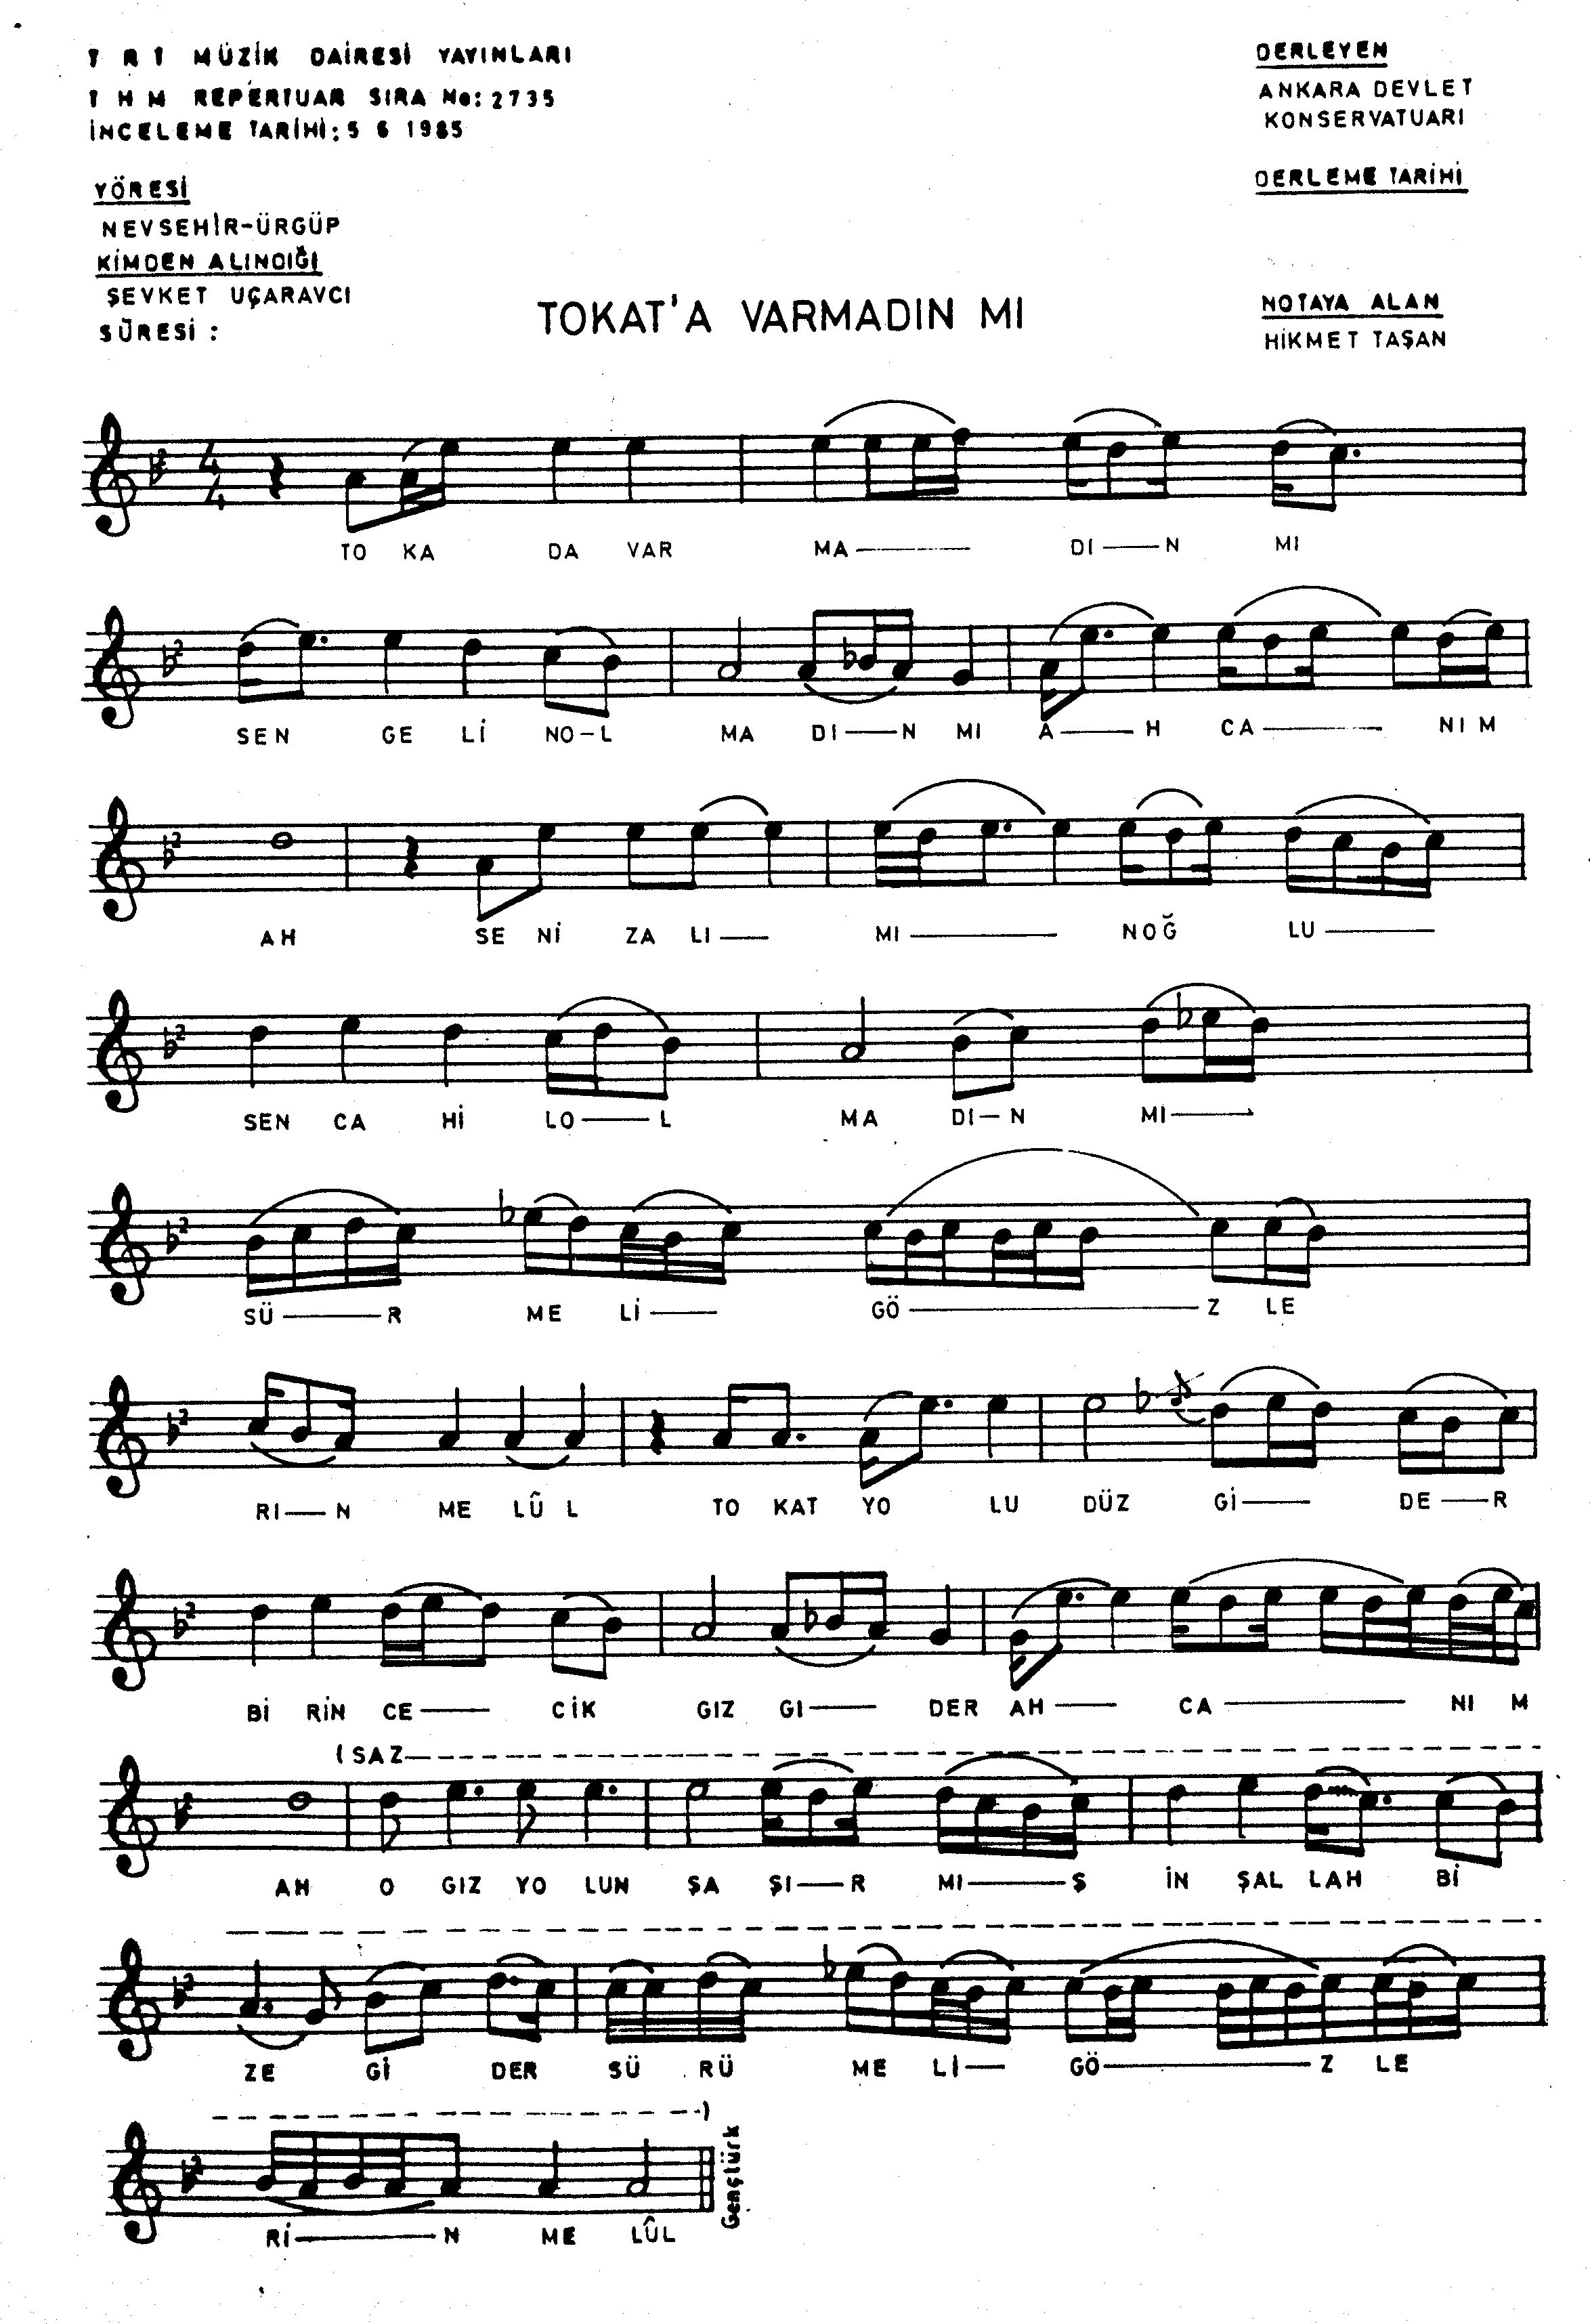 T R T MÜZİK DAİRESİ YAYINLARI
T H M REPERTUAR SIRA No: 2735
İNCELEME TARİHİ: 5 6 1985
YÖRESİ
NEVSEHİR-ÜRGÜP
KİMDEN ALINDIĞI
ŞEVKET UÇARAVCI
SÜRESİ :
DERLEYEN
ANKARA DEVLET
KONSERVATUARI
DERLEME TARİHİ
NOTAYA ALAN
HİKMET TAŞAN
TOKAT'A VARMADIN MI
TO KA DA VAR MA—— DI——N MI
SEN GE Lİ NO-L MA DI——N MI A——H CA—— NI M
AH SE Nİ ZA LI—— MI—— NOĞ LU——
SEN CA Hİ LO——L MA DI—N MI——
SÜ——R ME Lİ—— GÖ——Z LE
RI——N ME LÛ L TO KAT YO LU DÜZ Gİ—— DE——R
Bİ RİN CE—— CİK GIZ GI—— DER AH—— CA—— NI M
(SAZ
AH O GIZ YO LUN ŞA ŞI——R MI——Ş İN ŞAL LAH Bİ
ZE Gİ DER SÜ RÜ ME Lİ—— GÖ——Z LE
)
Rİ——N ME LÛL
Gençtürk